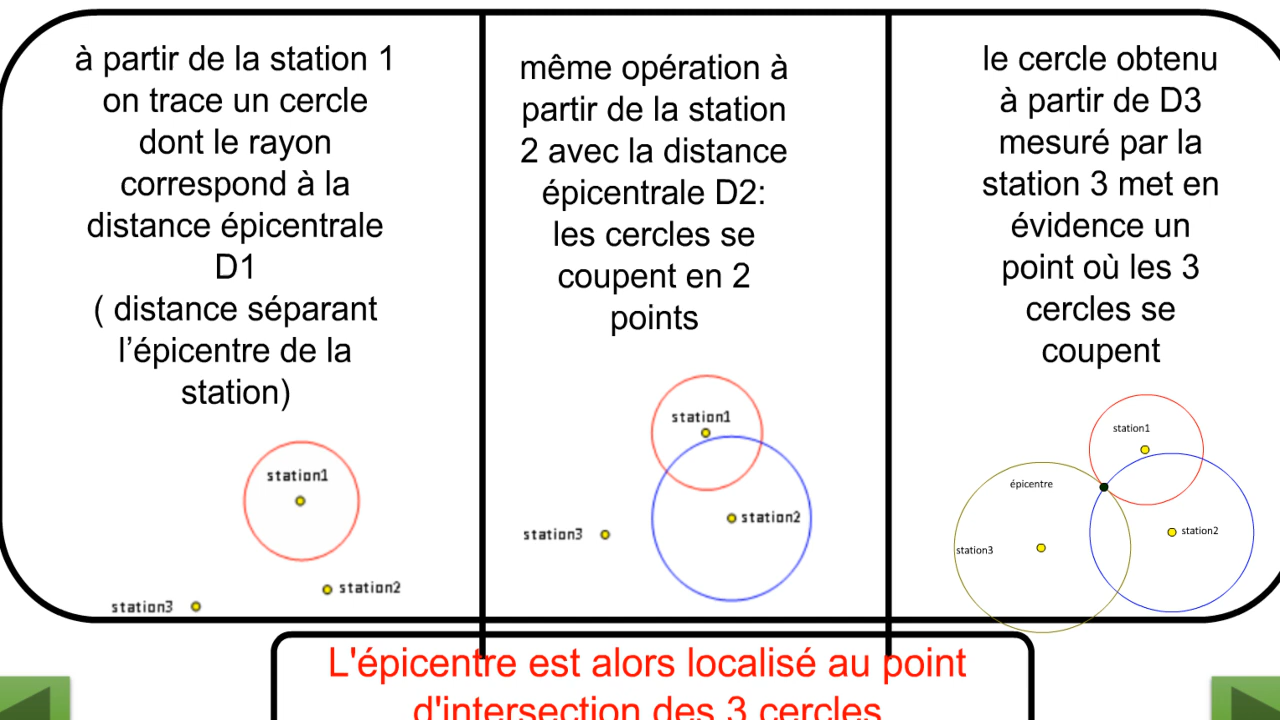 à partir de la station 1
on trace un cercle
dont le rayon
correspond à la
distance épicentrale
D1
( distance séparant
l’épicentre de la
station)
station1
station2
station3
même opération à
partir de la station
2 avec la distance
épicentrale D2:
les cercles se
coupent en 2
points
station1
station2
station3
le cercle obtenu
à partir de D3
mesuré par la
station 3 met en
évidence un
point où les 3
cercles se
coupent
station1
épicentre
station2
station3
L'épicentre est alors localisé au point
d'intersection des 3 cercles